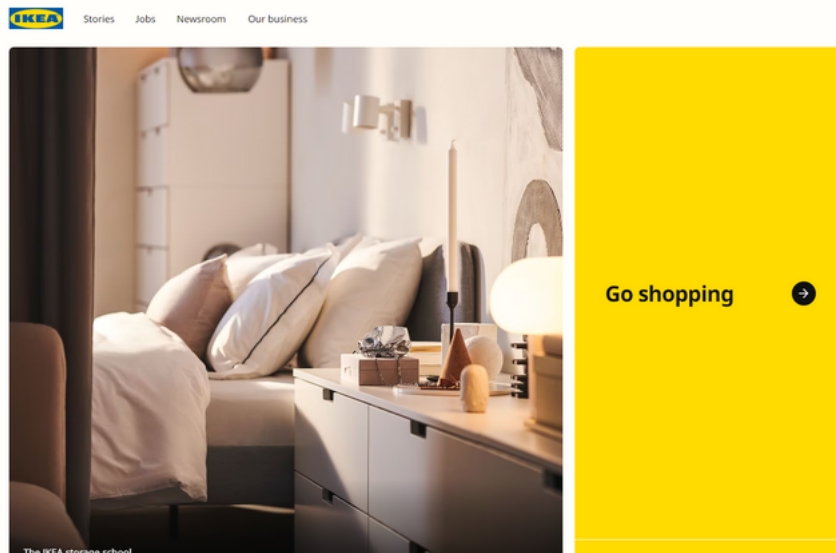 IKEA
Stories Jobs Newsroom Our business
Go shopping
The IKEA storage school